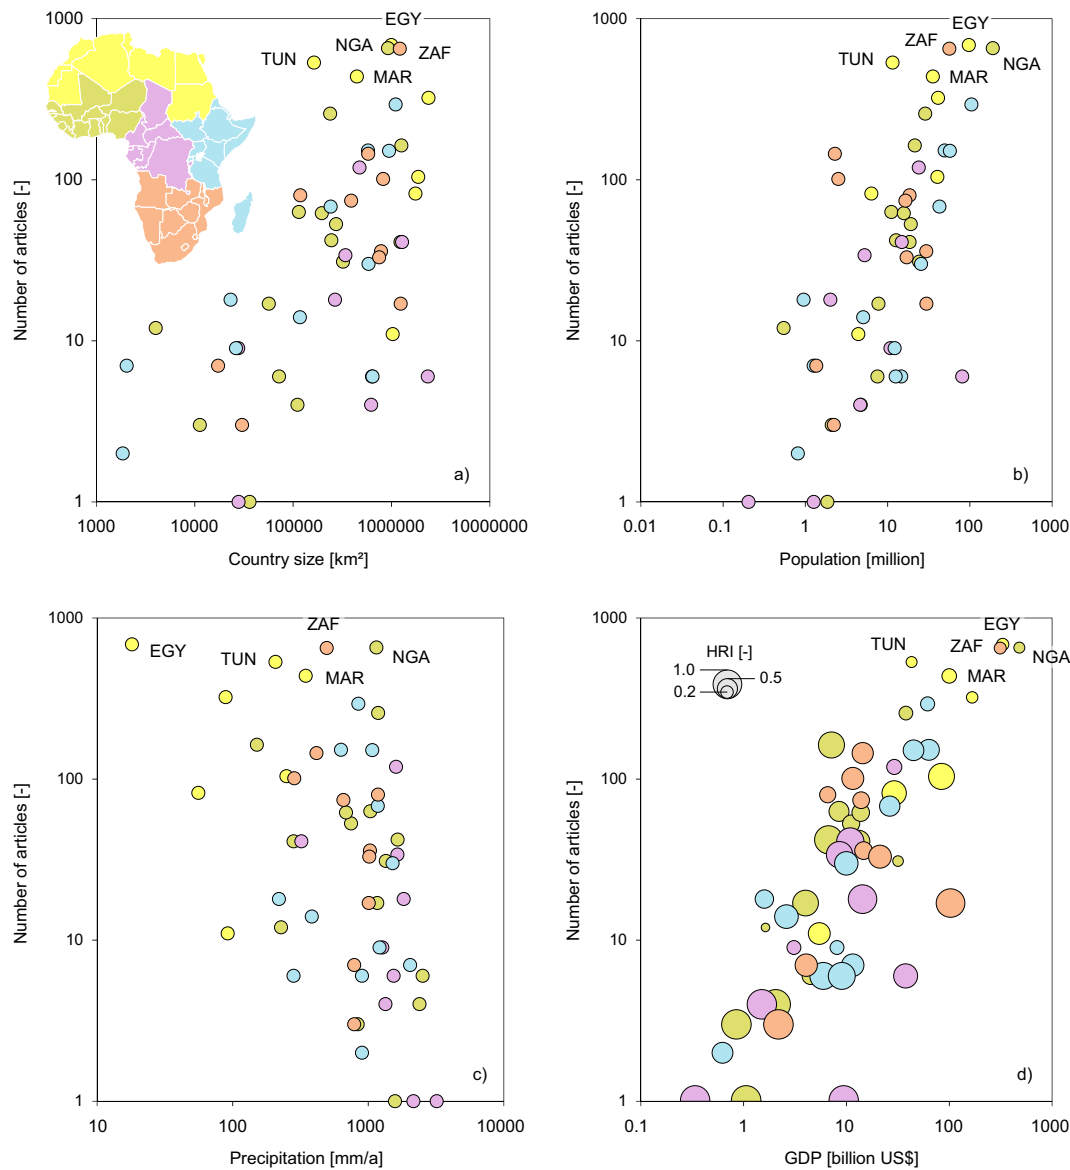 1000
100
10
1
Number of articles [-]
EGY
NGA
ZAF
TUN
MAR
a)
1000
10000
100000
1000000
10000000
Country size [km²]
1000
100
10
1
Number of articles [-]
EGY
ZAF
TUN
MAR
NGA
b)
0.01
0.1
1
10
100
1000
Population [million]
1000
100
10
1
Number of articles [-]
ZAF
EGY
TUN
NGA
MAR
c)
10
100
1000
10000
Precipitation [mm/a]
1000
100
10
1
Number of articles [-]
HRI [-]
1.0
0.5
0.2
EGY
TUN
ZAF
NGA
MAR
d)
1
10
100
1000
GDP [billion US$]